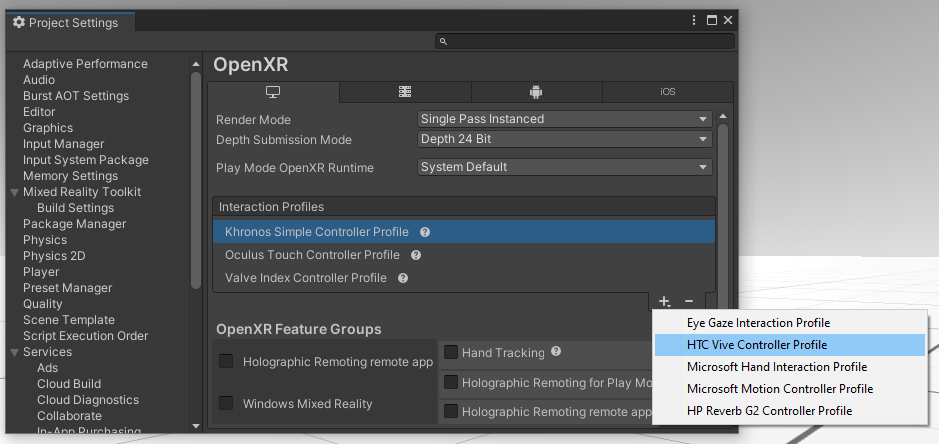 Project Settings
Adaptive Performance
Audio
Burst AOT Settings
Editor
Graphics
Input Manager
Input System Package
Memory Settings
Mixed Reality Toolkit
Build Settings
Package Manager
Physics
Physics 2D
Player
Preset Manager
Quality
Scene Template
Script Execution Order
Services
Ads
Cloud Build
Cloud Diagnostics
Collaborate
In-App Purchasing
OpenXR
iOS
Render Mode Single Pass Instanced
Depth Submission Mode Depth 24 Bit
Play Mode OpenXR Runtime System Default
Interaction Profiles
Khronos Simple Controller Profile
Oculus Touch Controller Profile
Valve Index Controller Profile
OpenXR Feature Groups
Holographic Remoting remote app
Windows Mixed Reality
Hand Tracking
Holographic Remoting for Play Mo
Holographic Remoting remote app
Eye Gaze Interaction Profile
HTC Vive Controller Profile
Microsoft Hand Interaction Profile
Microsoft Motion Controller Profile
HP Reverb G2 Controller Profile